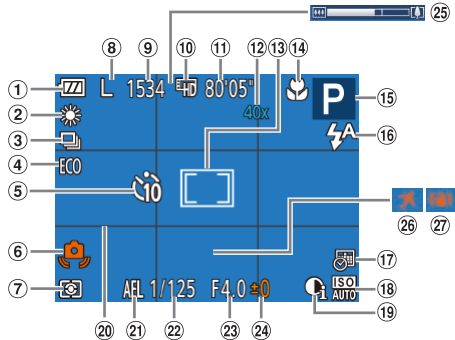 ⑧ ⑨ ⑩ ⑪ ⑫ ⑬ ⑭ ㉕
① L 1534 HD 80'05" P ⑮
② 40x
③ A ⑯
④ ECO
⑤ 10
㉖ ㉗
⑥ ⑰
⑦ AEL 1/125 F4.0 ±0 i ISO AUTO ⑱
⑳ ㉑ ㉒ ㉓ ㉔ ⑲